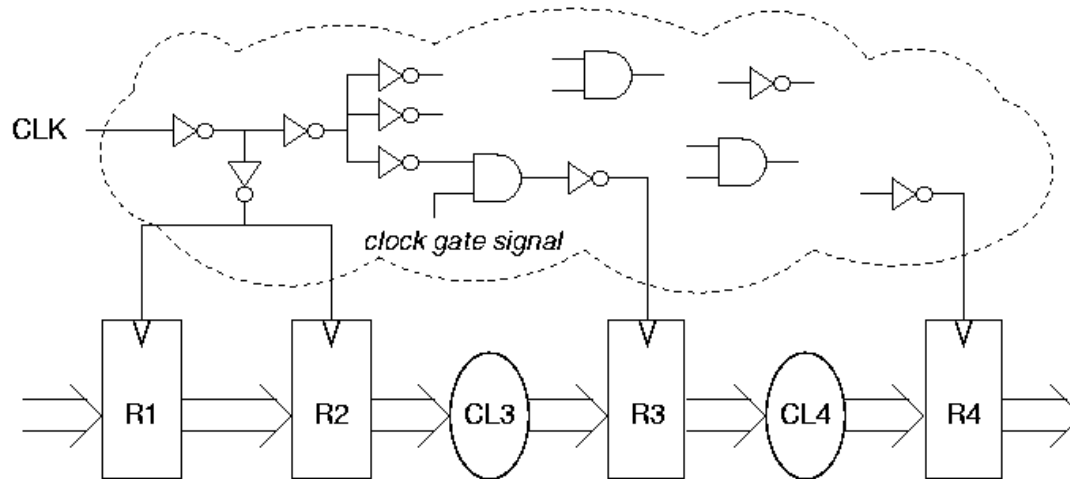 CLK
clock gate signal
R1
R2
CL3
R3
CL4
R4